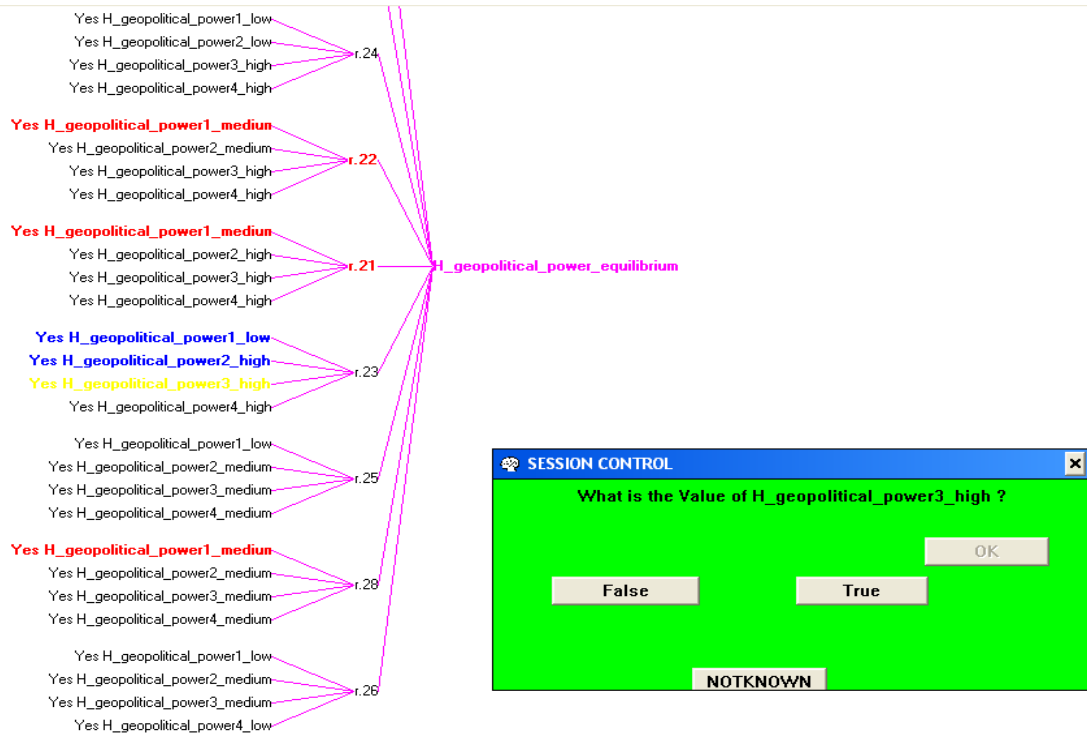 Yes H_geopolitical_power1_low
Yes H_geopolitical_power2_low
r.24
Yes H_geopolitical_power3_high
Yes H_geopolitical_power4_high
Yes H_geopolitical_power1_medium
Yes H_geopolitical_power2_medium
r.22
Yes H_geopolitical_power3_high
Yes H_geopolitical_power4_high
Yes H_geopolitical_power1_medium
Yes H_geopolitical_power2_high
r.21
H_geopolitical_power_equilibrium
Yes H_geopolitical_power3_high
Yes H_geopolitical_power4_high
Yes H_geopolitical_power1_low
Yes H_geopolitical_power2_high
r.23
Yes H_geopolitical_power3_high
Yes H_geopolitical_power4_high
Yes H_geopolitical_power1_low
Yes H_geopolitical_power2_medium
r.25
Yes H_geopolitical_power3_medium
Yes H_geopolitical_power4_medium
Yes H_geopolitical_power1_medium
Yes H_geopolitical_power2_medium
r.28
Yes H_geopolitical_power3_medium
Yes H_geopolitical_power4_medium
Yes H_geopolitical_power1_low
Yes H_geopolitical_power2_medium
r.26
Yes H_geopolitical_power3_medium
Yes H_geopolitical_power4_low
SESSION CONTROL
What is the Value of H_geopolitical_power3_high ?
OK
False
True
NOTKNOWN